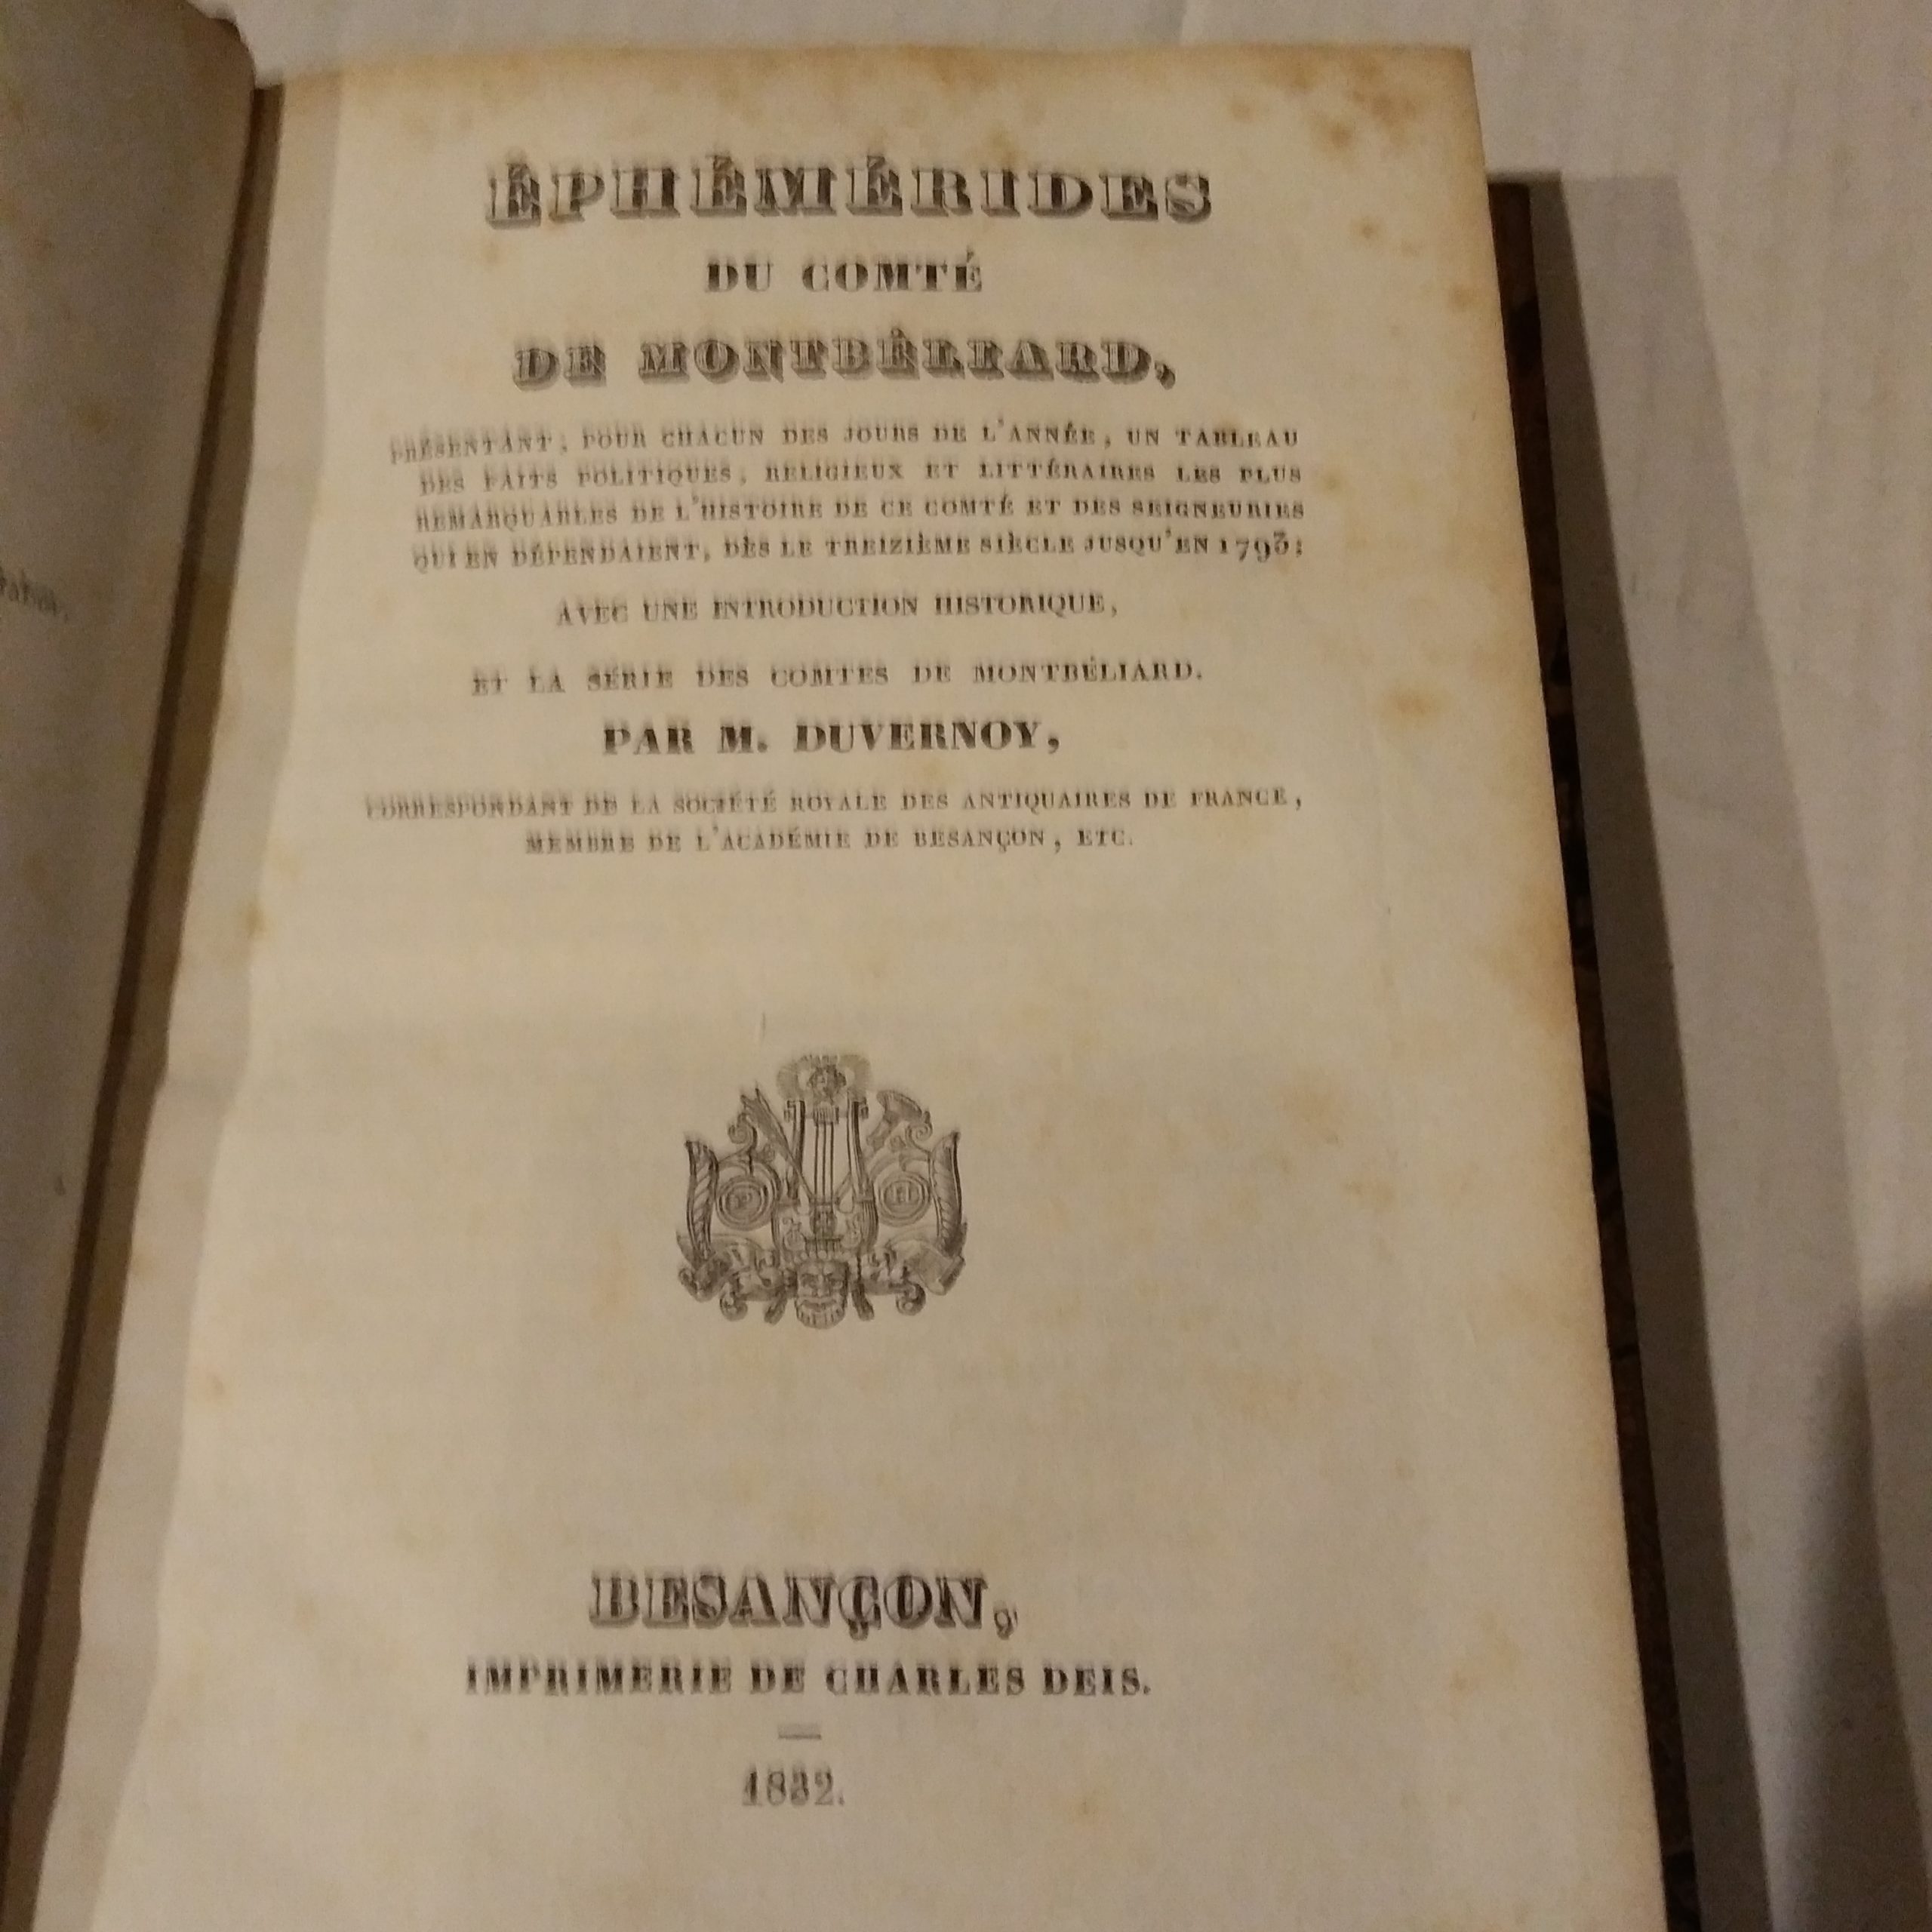 ÉPHÉMÉRIDES
DU COMTÉ
DE MONTBÉLIARD,
PRÉSENTANT, POUR CHACUN DES JOURS DE L'ANNÉE, UN TABLEAU
DES FAITS POLITIQUES, RELIGIEUX ET LITTÉRAIRES LES PLUS
REMARQUABLES DE L'HISTOIRE DE CE COMTÉ ET DES SEIGNEURIES
QUI EN DÉPENDAIENT, DÈS LE TREIZIÈME SIÈCLE JUSQU'EN 1793;
AVEC UNE INTRODUCTION HISTORIQUE,
ET LA SÉRIE DES COMTES DE MONTBÉLIARD.
PAR M. DUVERNOY,
CORRESPONDANT DE LA SOCIÉTÉ ROYALE DES ANTIQUAIRES DE FRANCE,
MEMBRE DE L'ACADÉMIE DE BESANÇON, ETC.
BESANÇON,
IMPRIMERIE DE CHARLES DEIS.
1832.